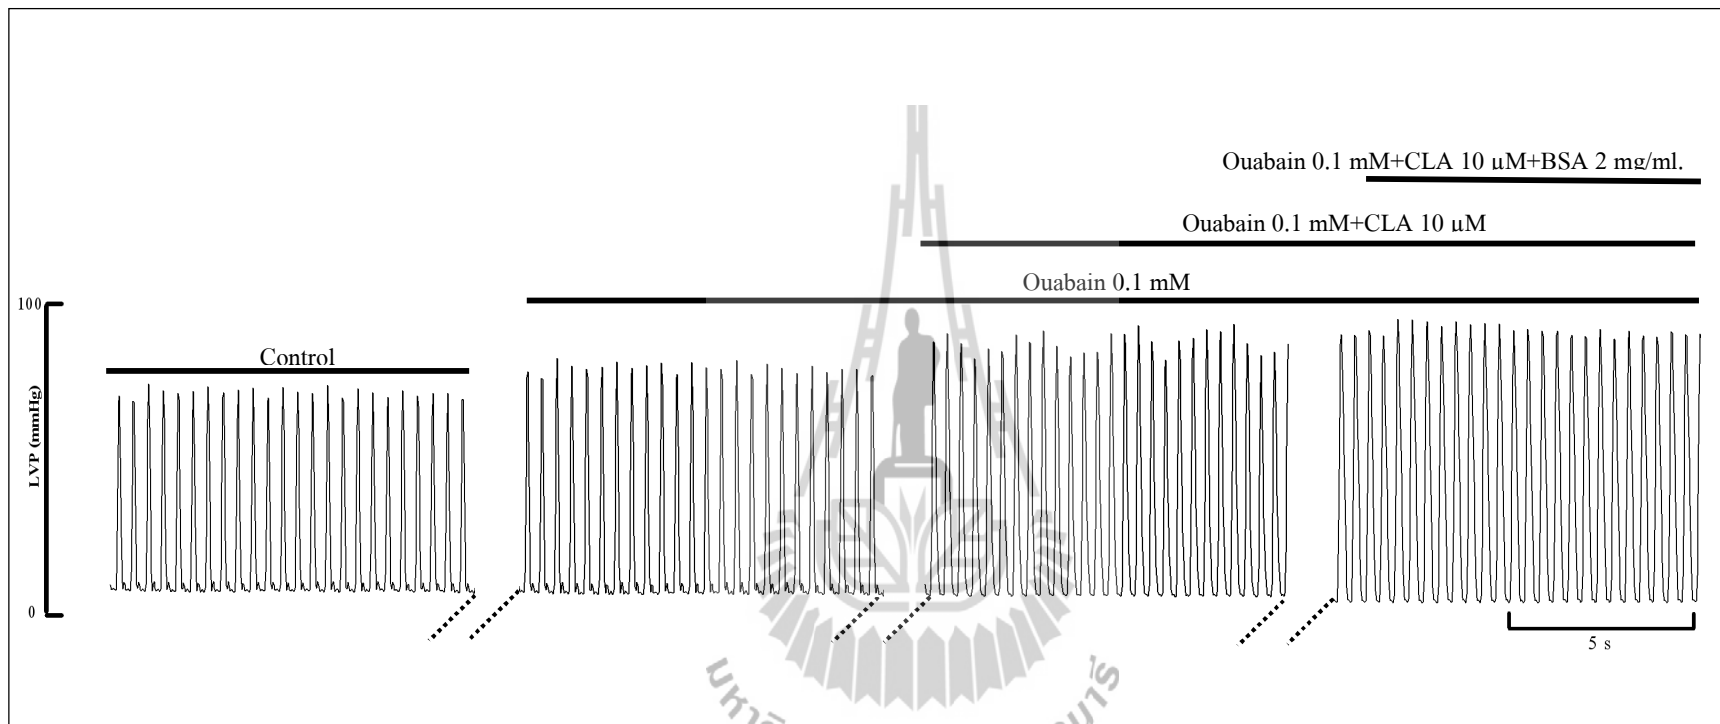 Ouabain 0.1 mM+CLA 10 µM+BSA 2 mg/ml.
Ouabain 0.1 mM+CLA 10 µM
Ouabain 0.1 mM
100
Control
LVP (mmHg)
0
5 s